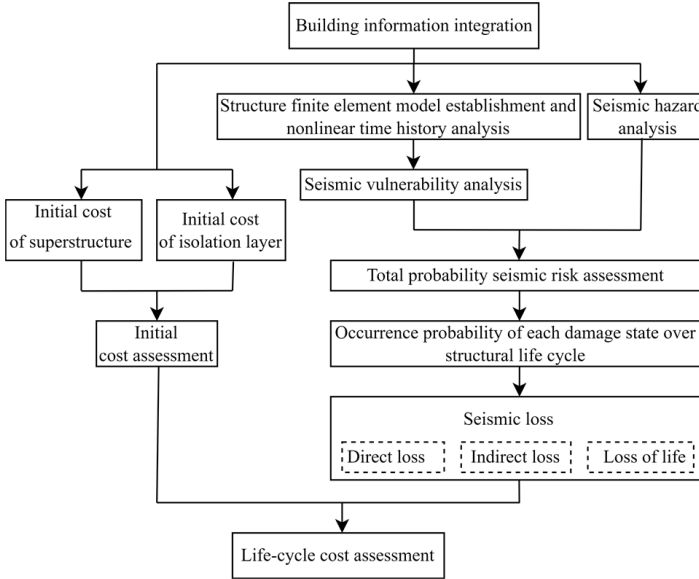 Building information integration
Structure finite element model establishment and
nonlinear time history analysis
Seismic hazard
analysis
Seismic vulnerability analysis
Initial cost
of superstructure
Initial cost
of isolation layer
Total probability seismic risk assessment
Initial
cost assessment
Occurrence probability of each damage state over
structural life cycle
Seismic loss
Direct loss
Indirect loss
Loss of life
Life-cycle cost assessment